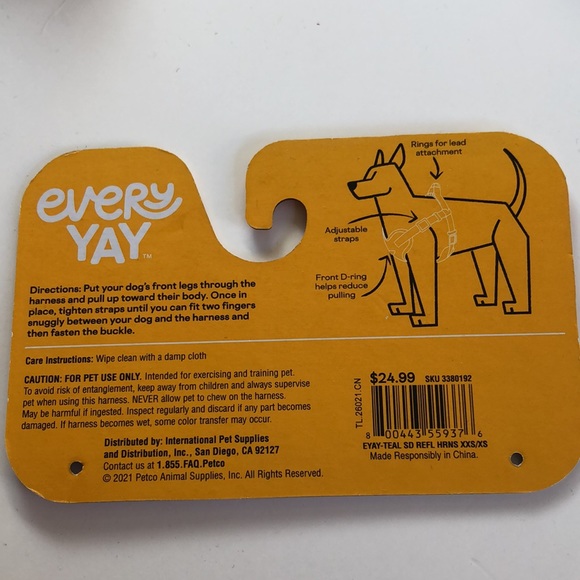 every
YAY™
Directions: Put your dog's front legs through the
harness and pull up toward their body. Once in
place, tighten straps until you can fit two fingers
snuggly between your dog and the harness and
then fasten the buckle.
Rings for lead
attachment
Adjustable
straps
Front D-ring
helps reduce
pulling
Care Instructions: Wipe clean with a damp cloth
CAUTION: FOR PET USE ONLY. Intended for exercising and training pet.
To avoid risk of entanglement, keep away from children and always supervise
pet when using this harness. NEVER allow pet to chew on the harness.
May be harmful if ingested. Inspect regularly and discard if any part becomes
damaged. If harness becomes wet, some color transfer may occur.
Distributed by: International Pet Supplies
and Distribution, Inc., San Diego, CA 92127
Contact us at 1.855.FAQ.Petco
© 2021 Petco Animal Supplies, Inc. All Rights Reserved.
TL.26021.CN
$24.99 SKU 3380192
8 00443 55937 6
EYAY-TEAL SD REFL HRNS XXS/XS
Made Responsibly in China.